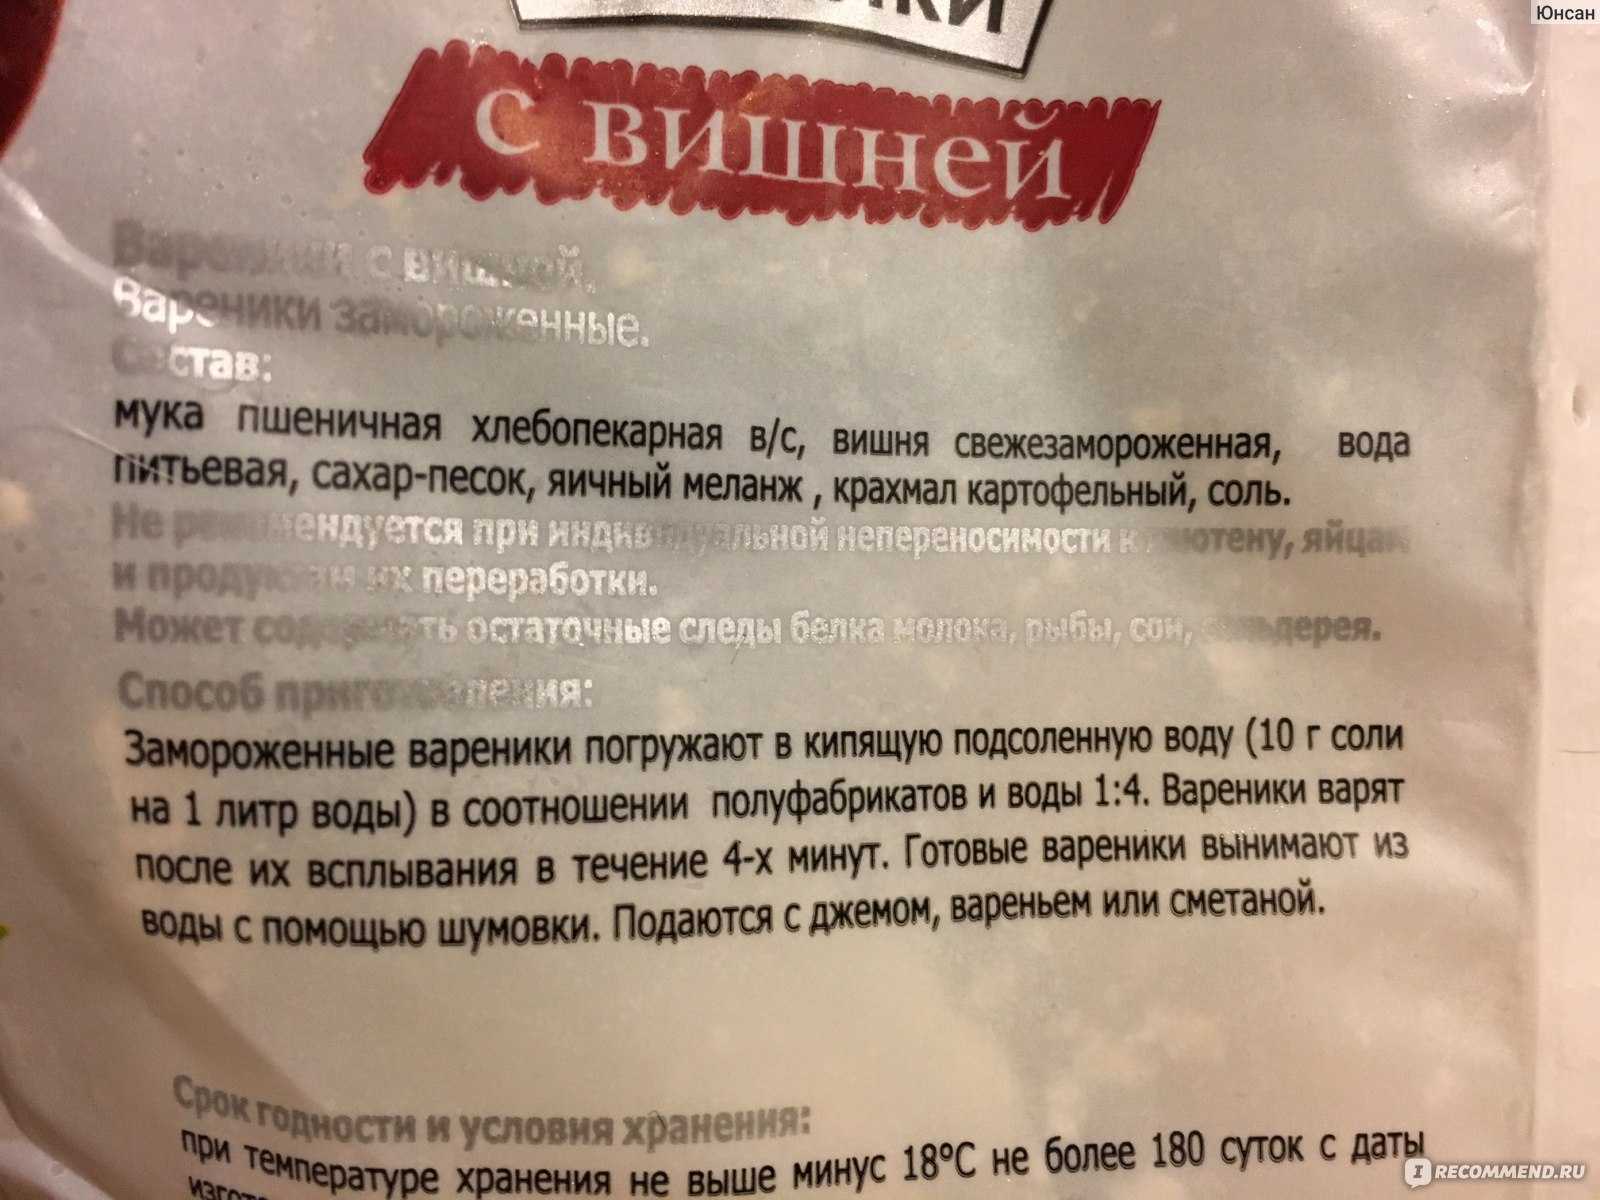 Юнсан
с вишней
Вареники с вишней.
Вареники замороженные.
Состав:
мука пшеничная хлебопекарная в/с, вишня свежезамороженная, вода
питьевая, сахар-песок, яичный меланж , крахмал картофельный, соль.
Не рекомендуется при индивидуальной непереносимости к глютену, яйцам
и продуктам их переработки.
Может содержать остаточные следы белка молока, рыбы, сои, сельдерея.
Способ приготовления:
Замороженные вареники погружают в кипящую подсоленную воду (10 г соли
на 1 литр воды) в соотношении полуфабрикатов и воды 1:4. Вареники варят
после их всплывания в течение 4-х минут. Готовые вареники вынимают из
воды с помощью шумовки. Подаются с джемом, вареньем или сметаной.
Срок годности и условия хранения:
при температуре хранения не выше минус 18°С не более 180 суток с даты
IRECOMMEND.RU